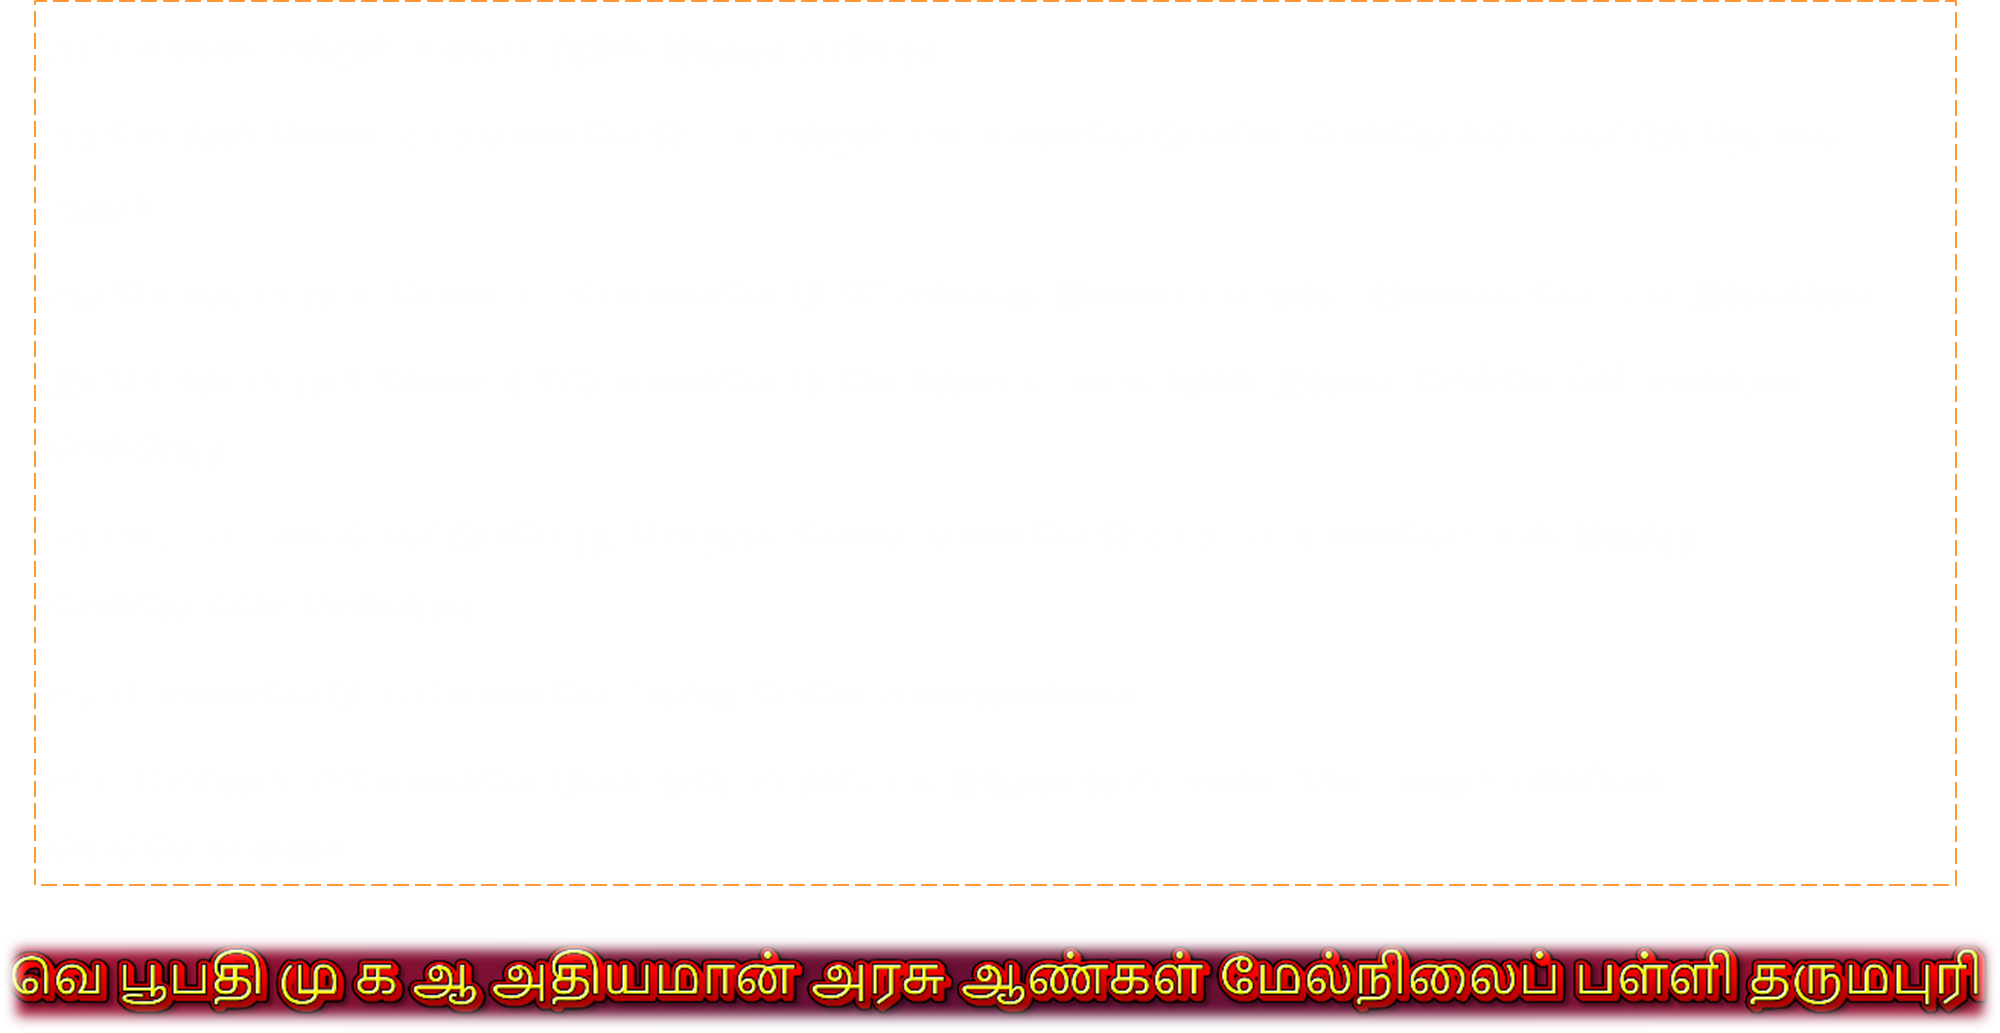 வெ பூபதி மு க ஆ அதியமான் அரசு ஆண்கள் மேல்நிலைப் பள்ளி தருமபுரி